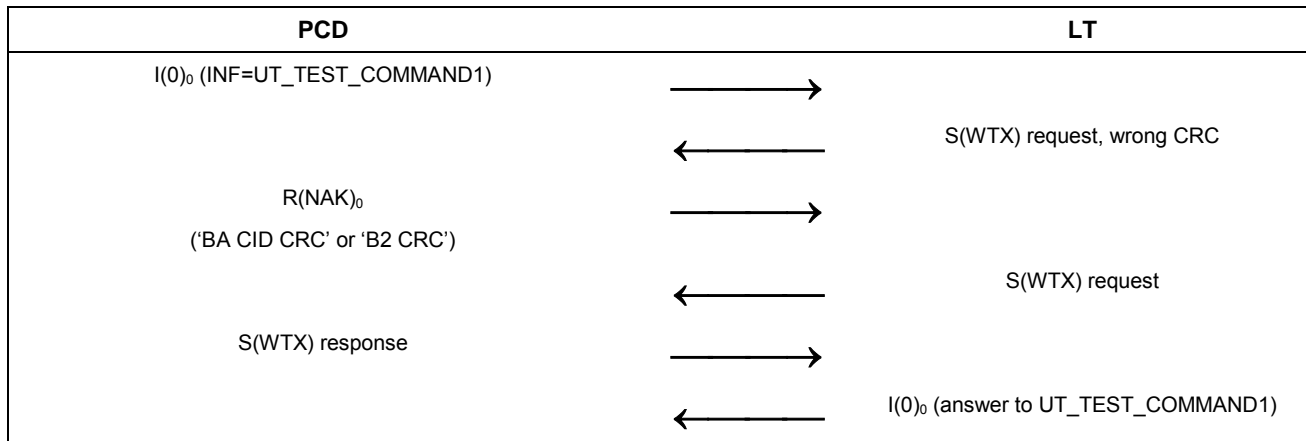 PCD LT
I(0)₀ (INF=UT_TEST_COMMAND1)
S(WTX) request, wrong CRC
R(NAK)₀
(‘BA CID CRC’ or ‘B2 CRC’)
S(WTX) request
S(WTX) response
I(0)₀ (answer to UT_TEST_COMMAND1)